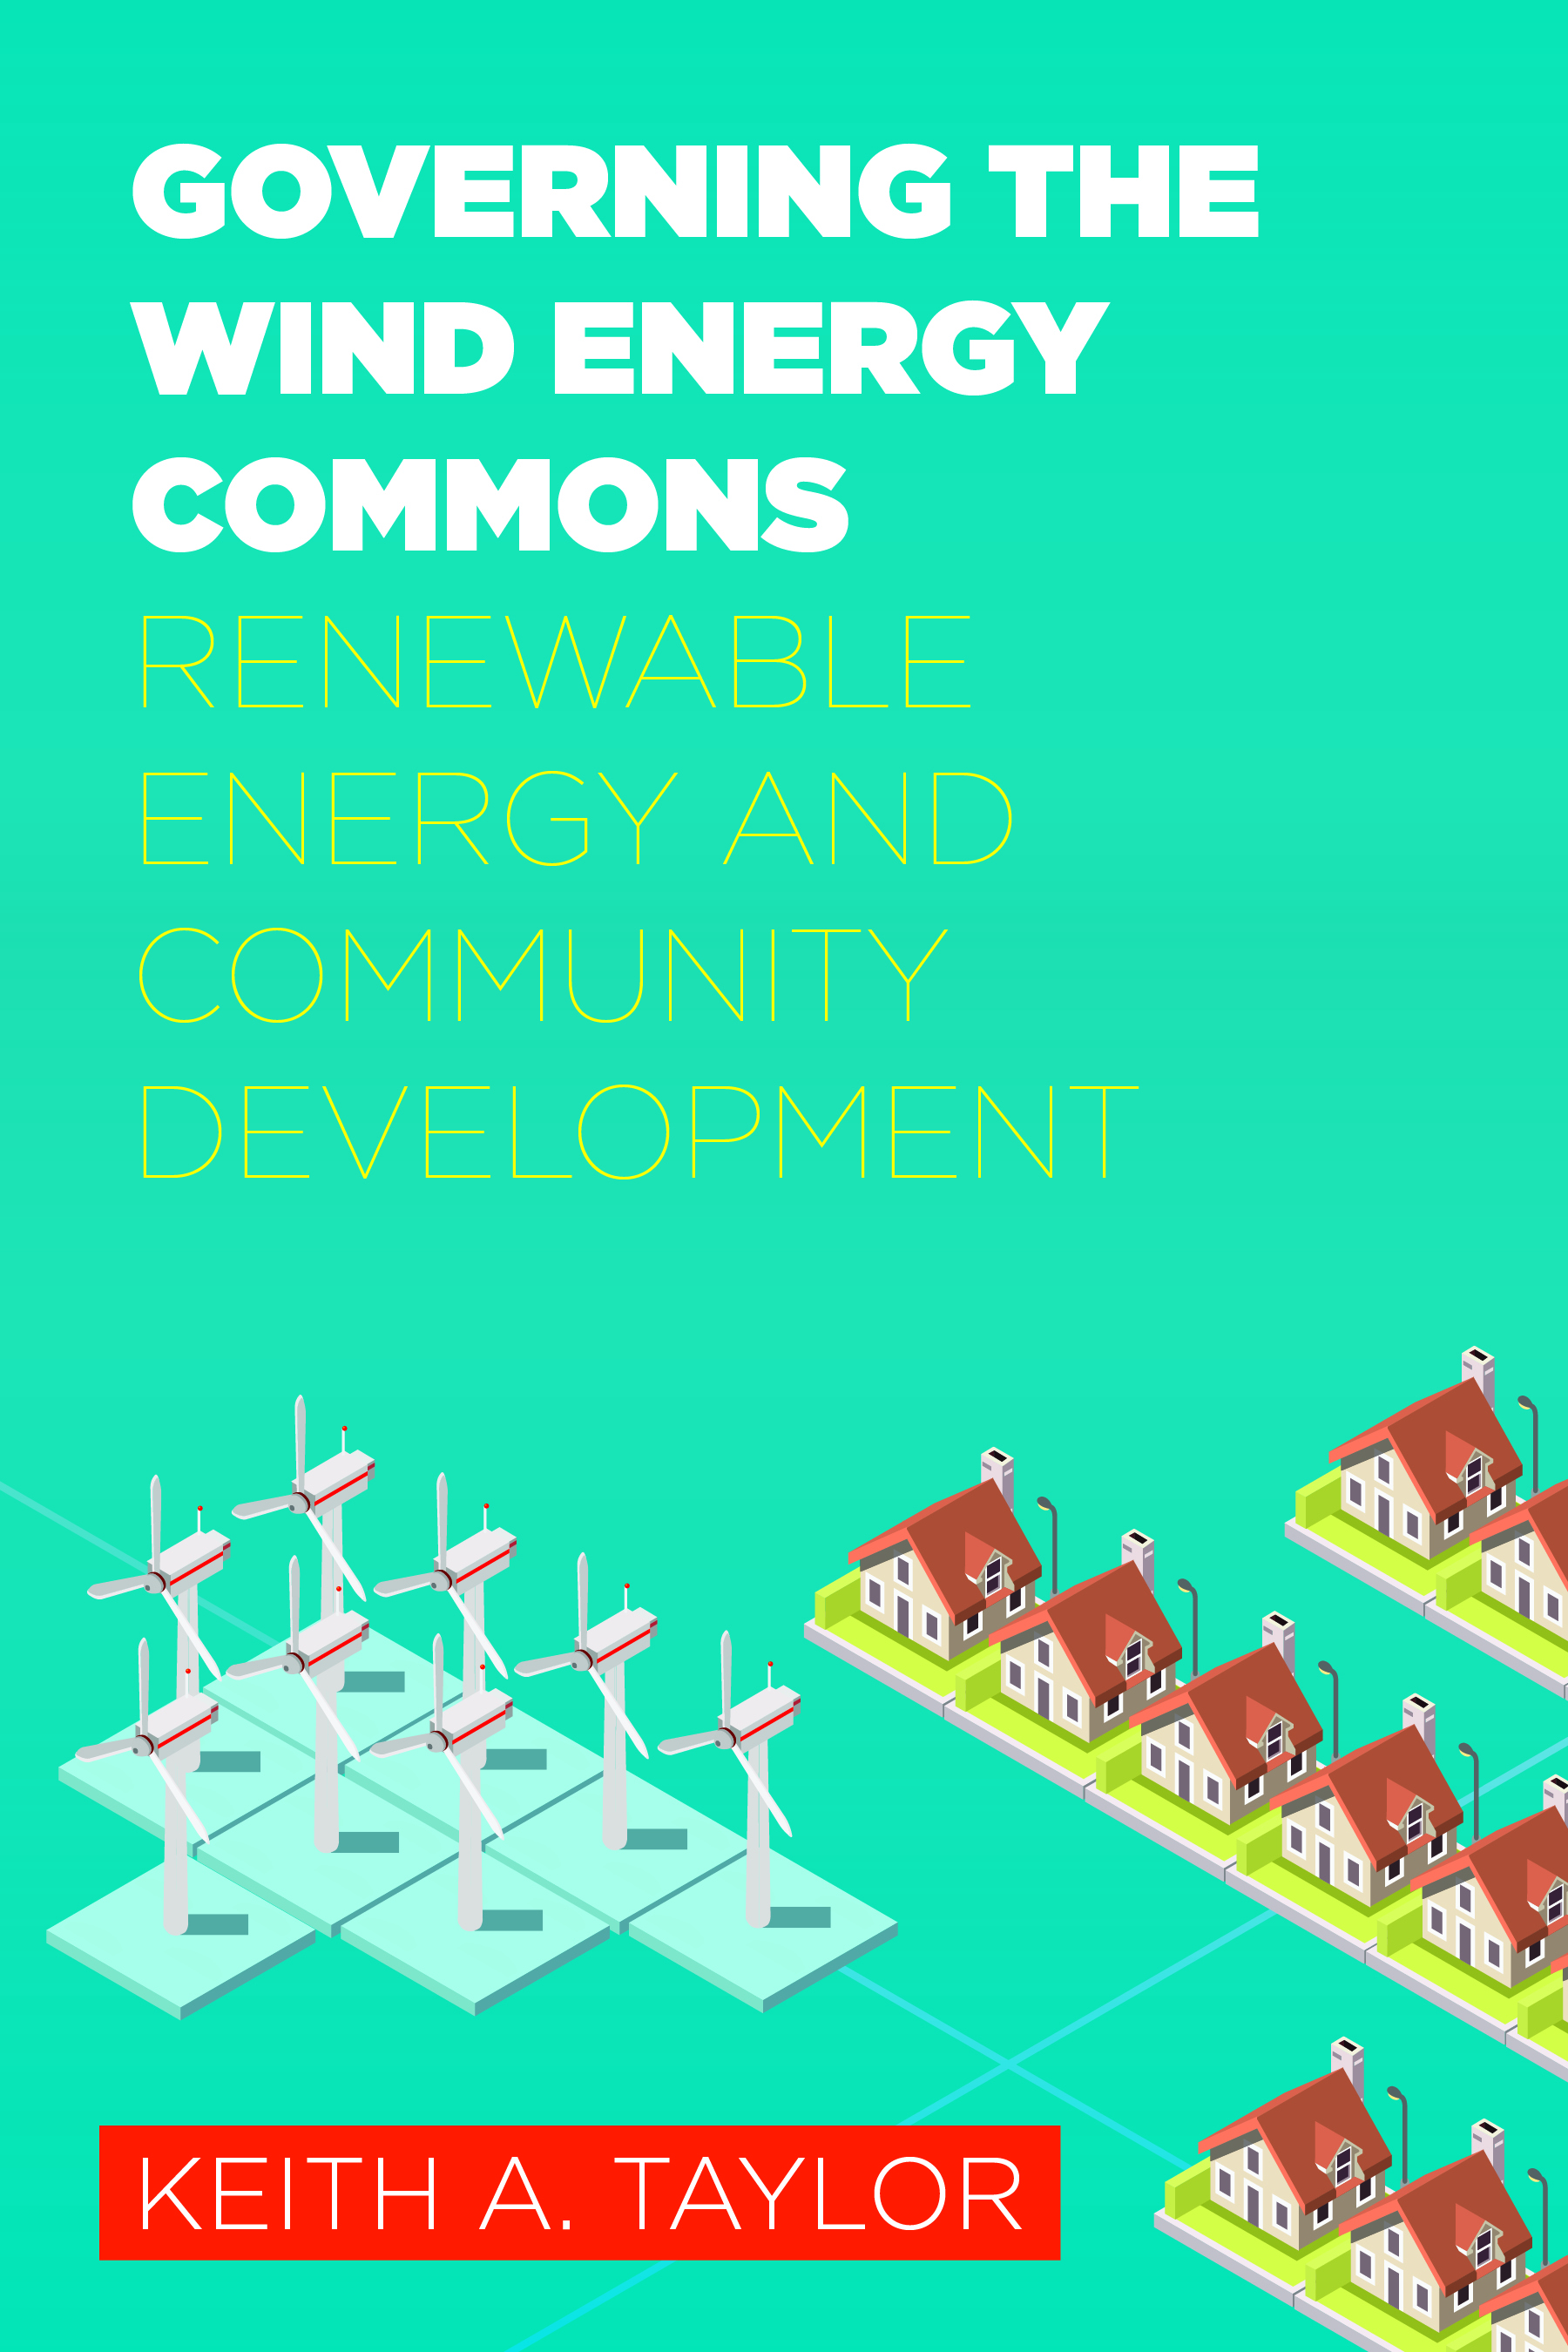 GOVERNING THE
WIND ENERGY
COMMONS
RENEWABLE
ENERGY AND
COMMUNITY
DEVELOPMENT
KEITH A. TAYLOR